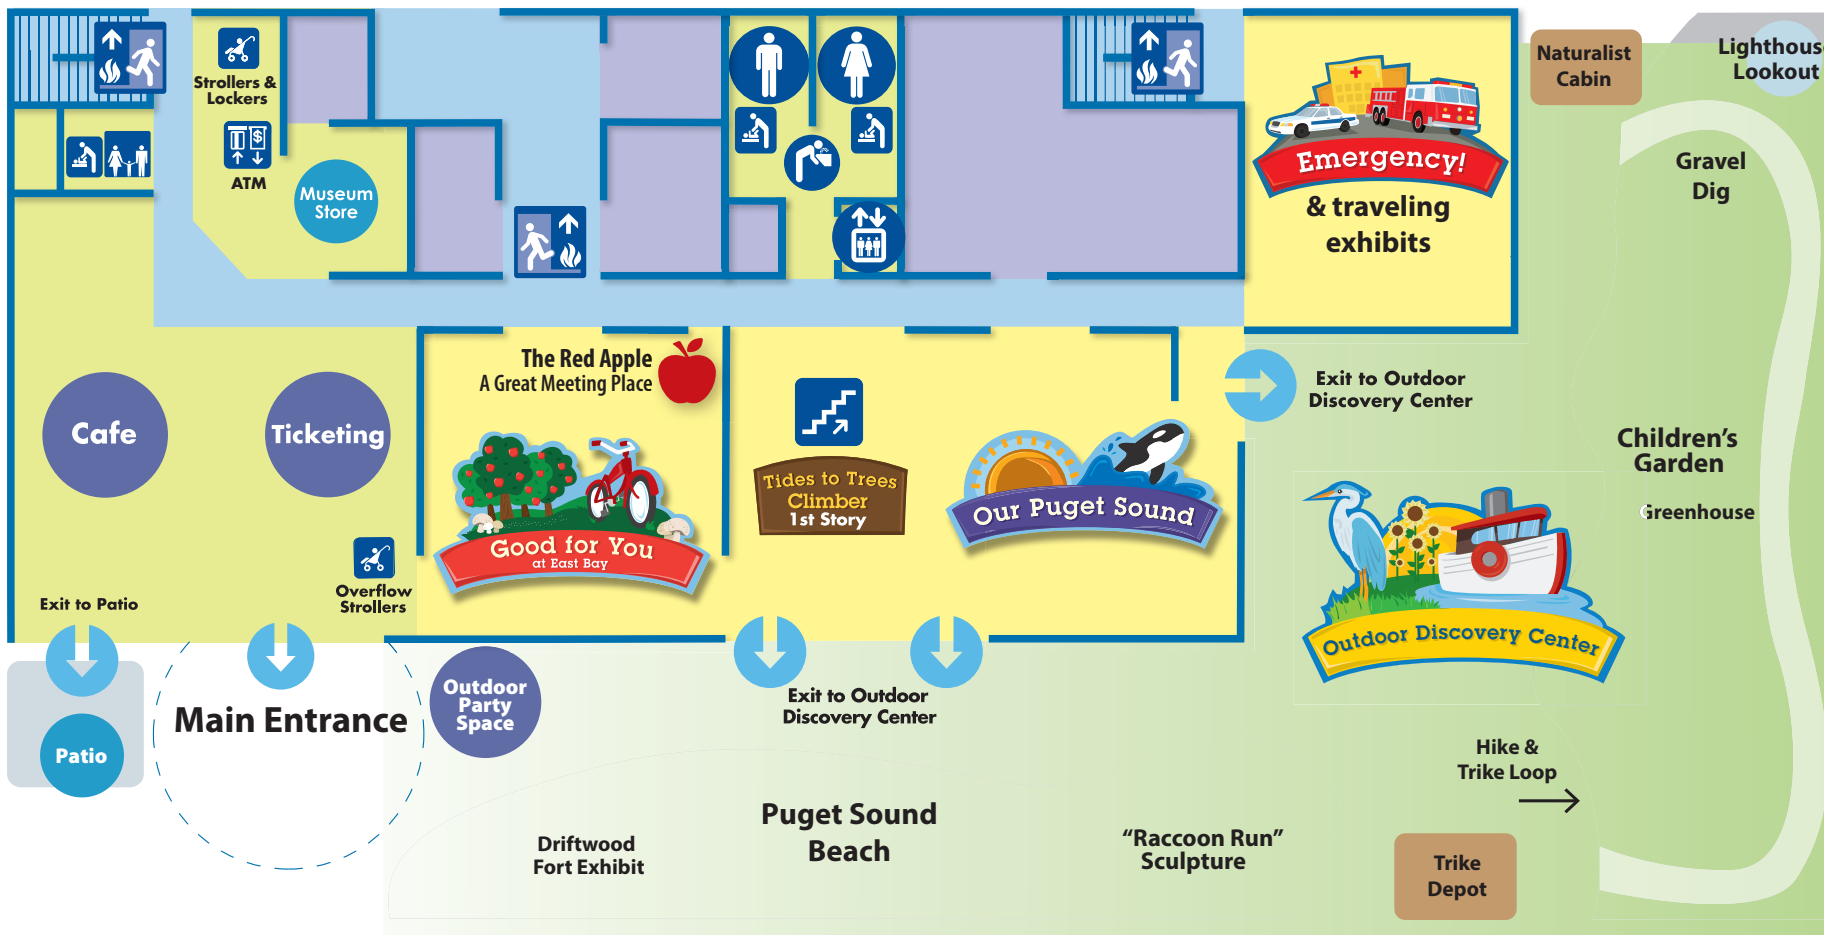 Strollers &
Lockers
ATM
$
Museum
Store
Emergency!
& traveling
exhibits
Naturalist
Cabin
Lighthouse
Lookout
Gravel
Dig
The Red Apple
A Great Meeting Place
Exit to Outdoor
Discovery Center
Cafe
Ticketing
Tides to Trees
Climber
1st Story
Our Puget Sound
Good for You
at East Bay
Children's
Garden
Greenhouse
Overflow
Strollers
Exit to Patio
Outdoor Discovery Center
Main Entrance
Patio
Outdoor
Party
Space
Exit to Outdoor
Discovery Center
Hike &
Trike Loop
Puget Sound
Beach
Driftwood
Fort Exhibit
“Raccoon Run”
Sculpture
Trike
Depot